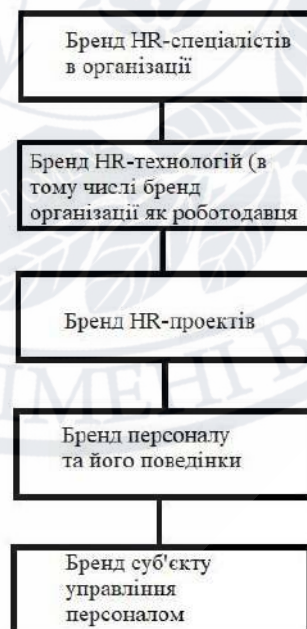 Бренд HR-спеціалістів
в організації
Бренд HR-технологій (в
тому числі бренд
організації як роботодавця
Бренд HR-проектів
ІМЕНІ В
Бренд персоналу
та його поведінки
Бренд суб'єкту
управління
персоналом